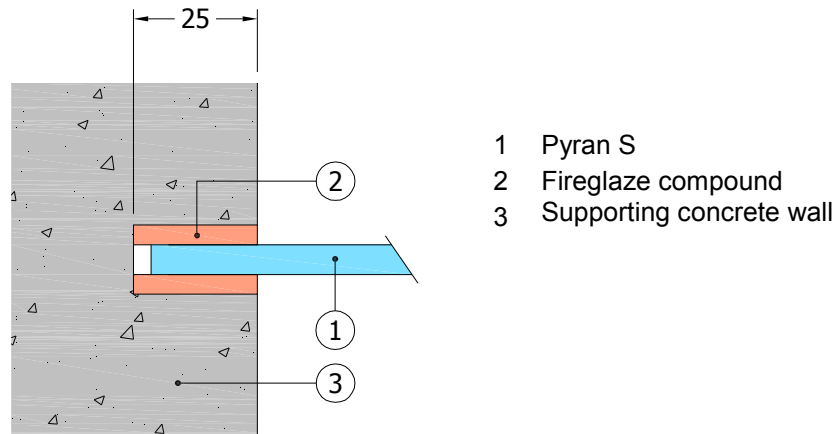 25
2
1
3
1 Pyran S
2 Fireglaze compound
3 Supporting concrete wall